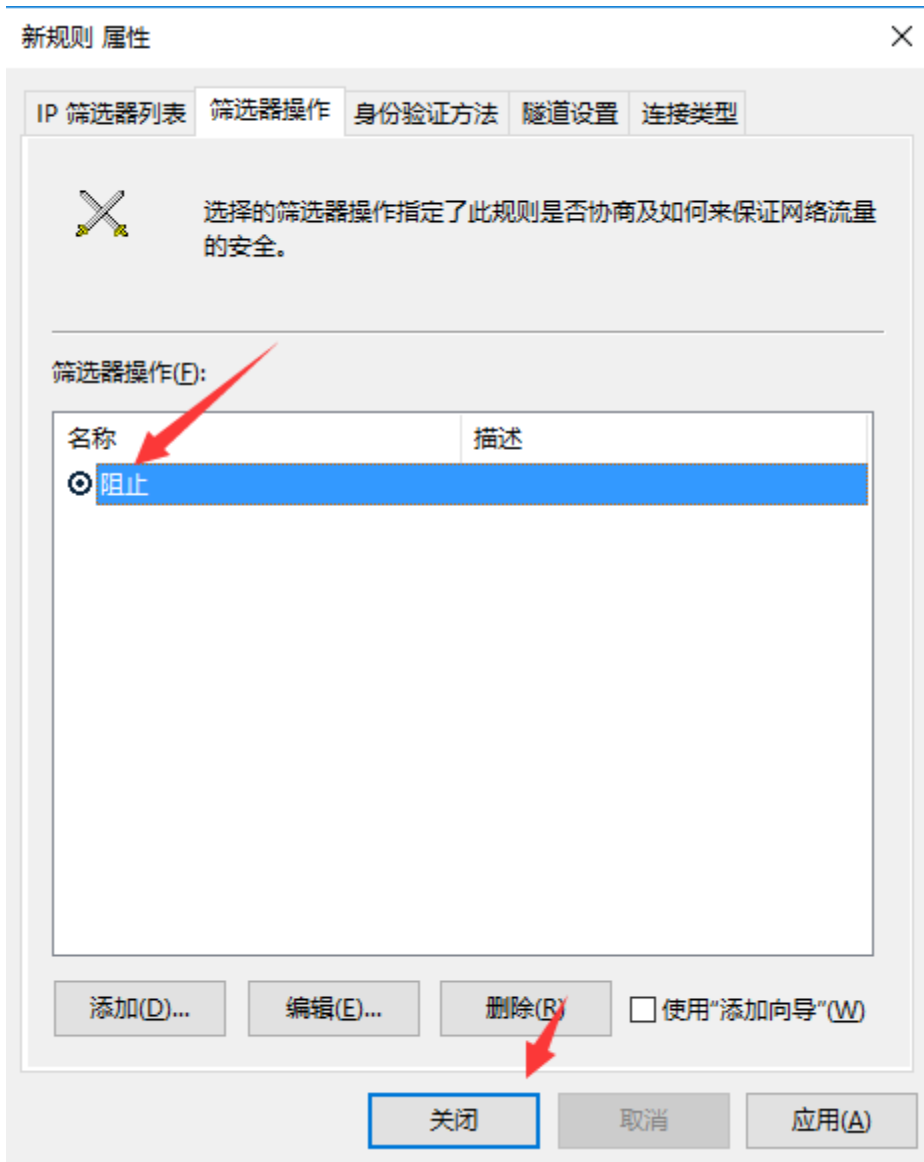 新规则 属性
IP 筛选器列表 筛选器操作 身份验证方法 隧道设置 连接类型
选择的筛选器操作指定了此规则是否协商及如何来保证网络流量
的安全。
筛选器操作(F):
名称 描述
阻止
添加(D)... 编辑(E)... 删除(R) 使用“添加向导”(W)
关闭 取消 应用(A)